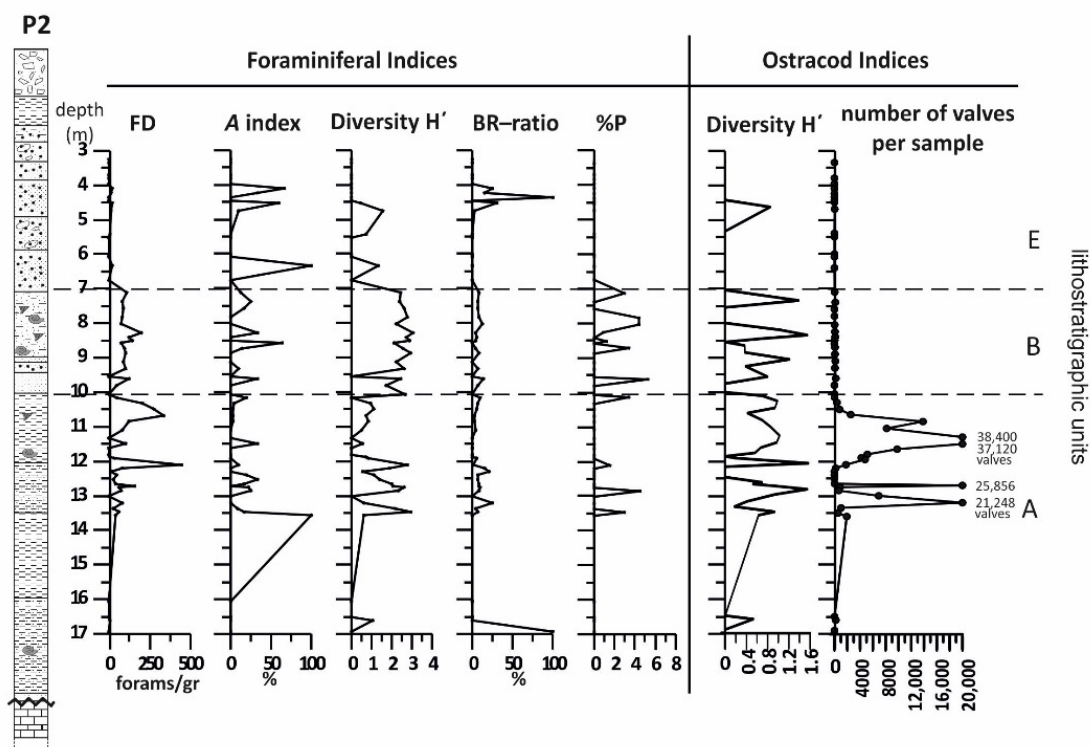 P2
Foraminiferal Indices
Ostracod Indices
depth
(m)
FD
A index
Diversity H′
BR–ratio
%P
Diversity H′
number of valves
per sample
3
4
5
6
7
8
9
10
11
12
13
14
15
16
17
E
B
A
lithostratigraphic units
38,400
37,120
valves
25,856
21,248
valves
0 250 500
forams/gr
0 50 100
%
0 1 2 3 4
0 50 100
%
0 2 4 6 8
0 0.4 0.8 1.2 1.6
0 4000 8000 12,000 16,000 20,000